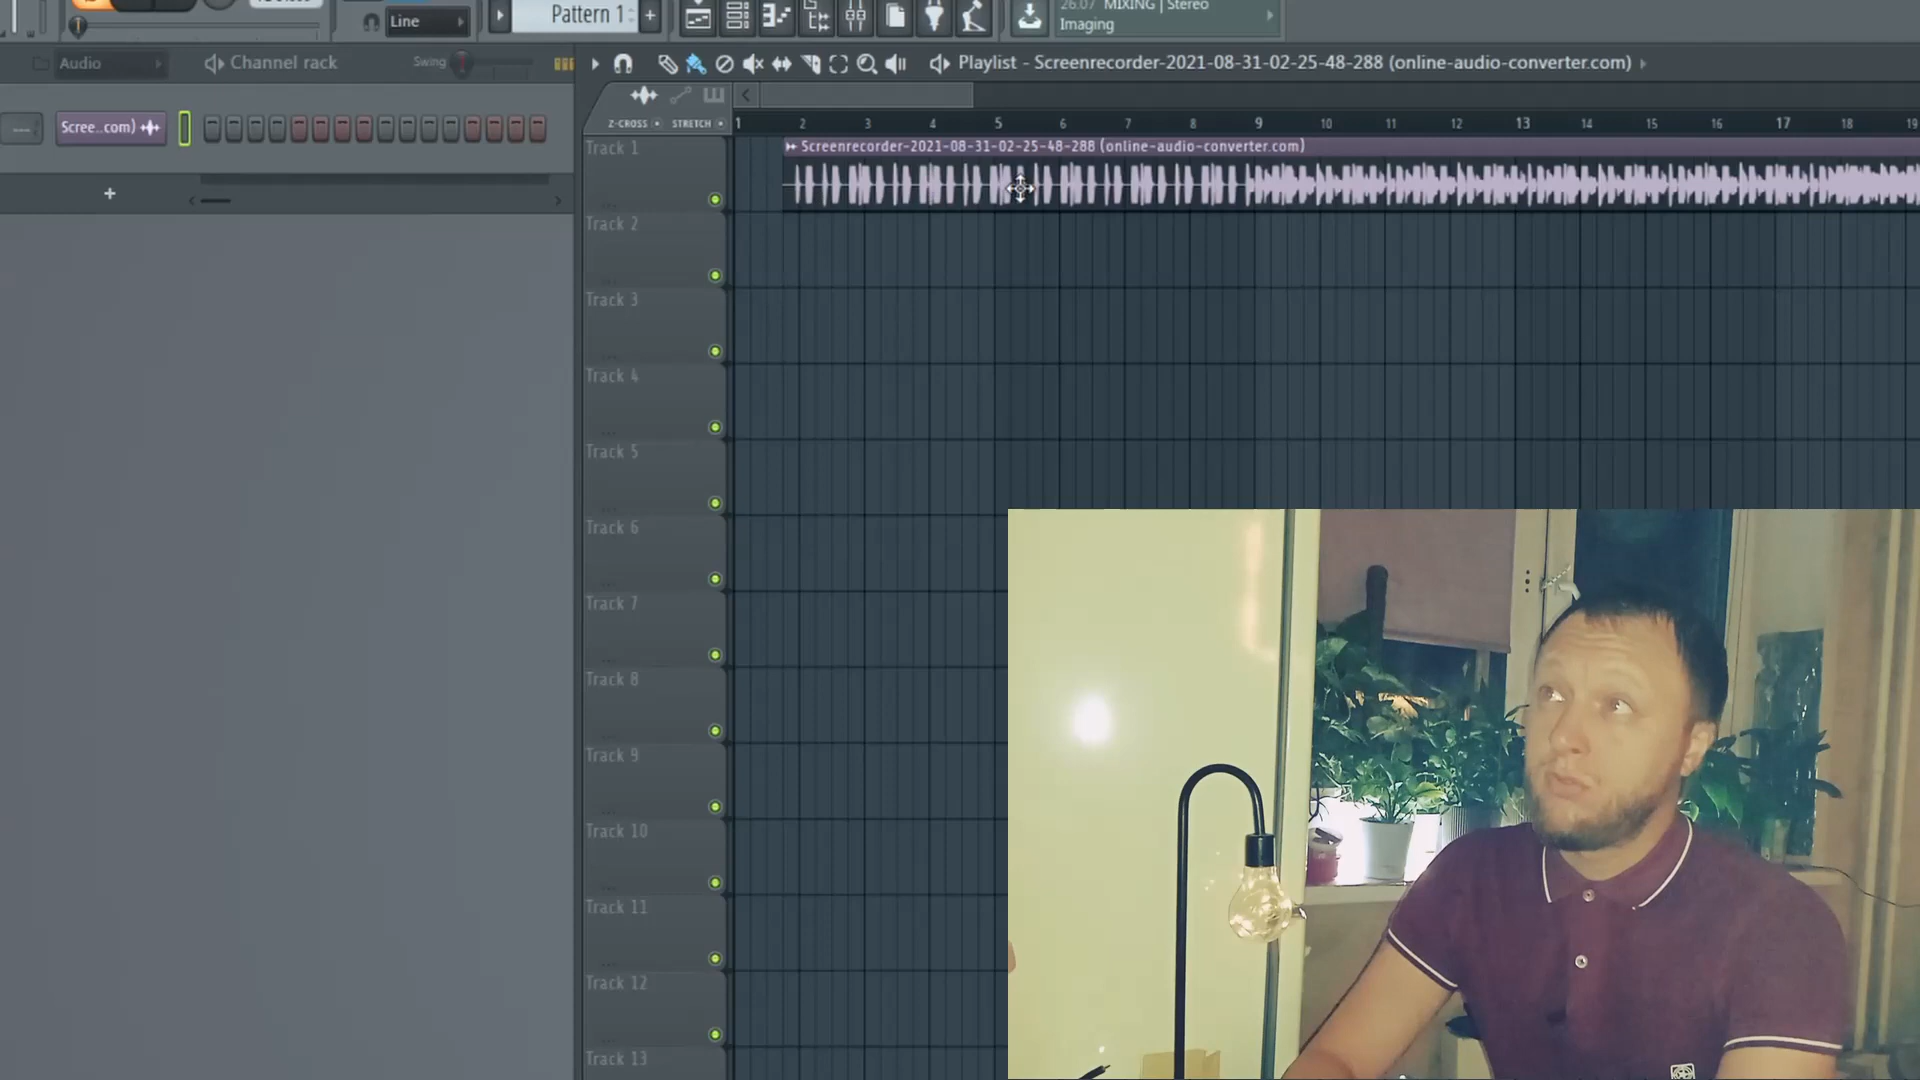 26.07 MIXING | Stereo
Line
Pattern 1
Imaging
Audio
Channel rack
Swing
Playlist - Screenrecorder-2021-08-31-02-25-48-288 (online-audio-converter.com)
Z-CROSS
STRETCH
1 2 3 4 5 6 7 8 9 10 11 12 13 14 15 16 17 18 19
Scree...com)
Screenrecorder-2021-08-31-02-25-48-288 (online-audio-converter.com)
Track 1
Track 2
Track 3
Track 4
Track 5
Track 6
Track 7
Track 8
Track 9
Track 10
Track 11
Track 12
Track 13